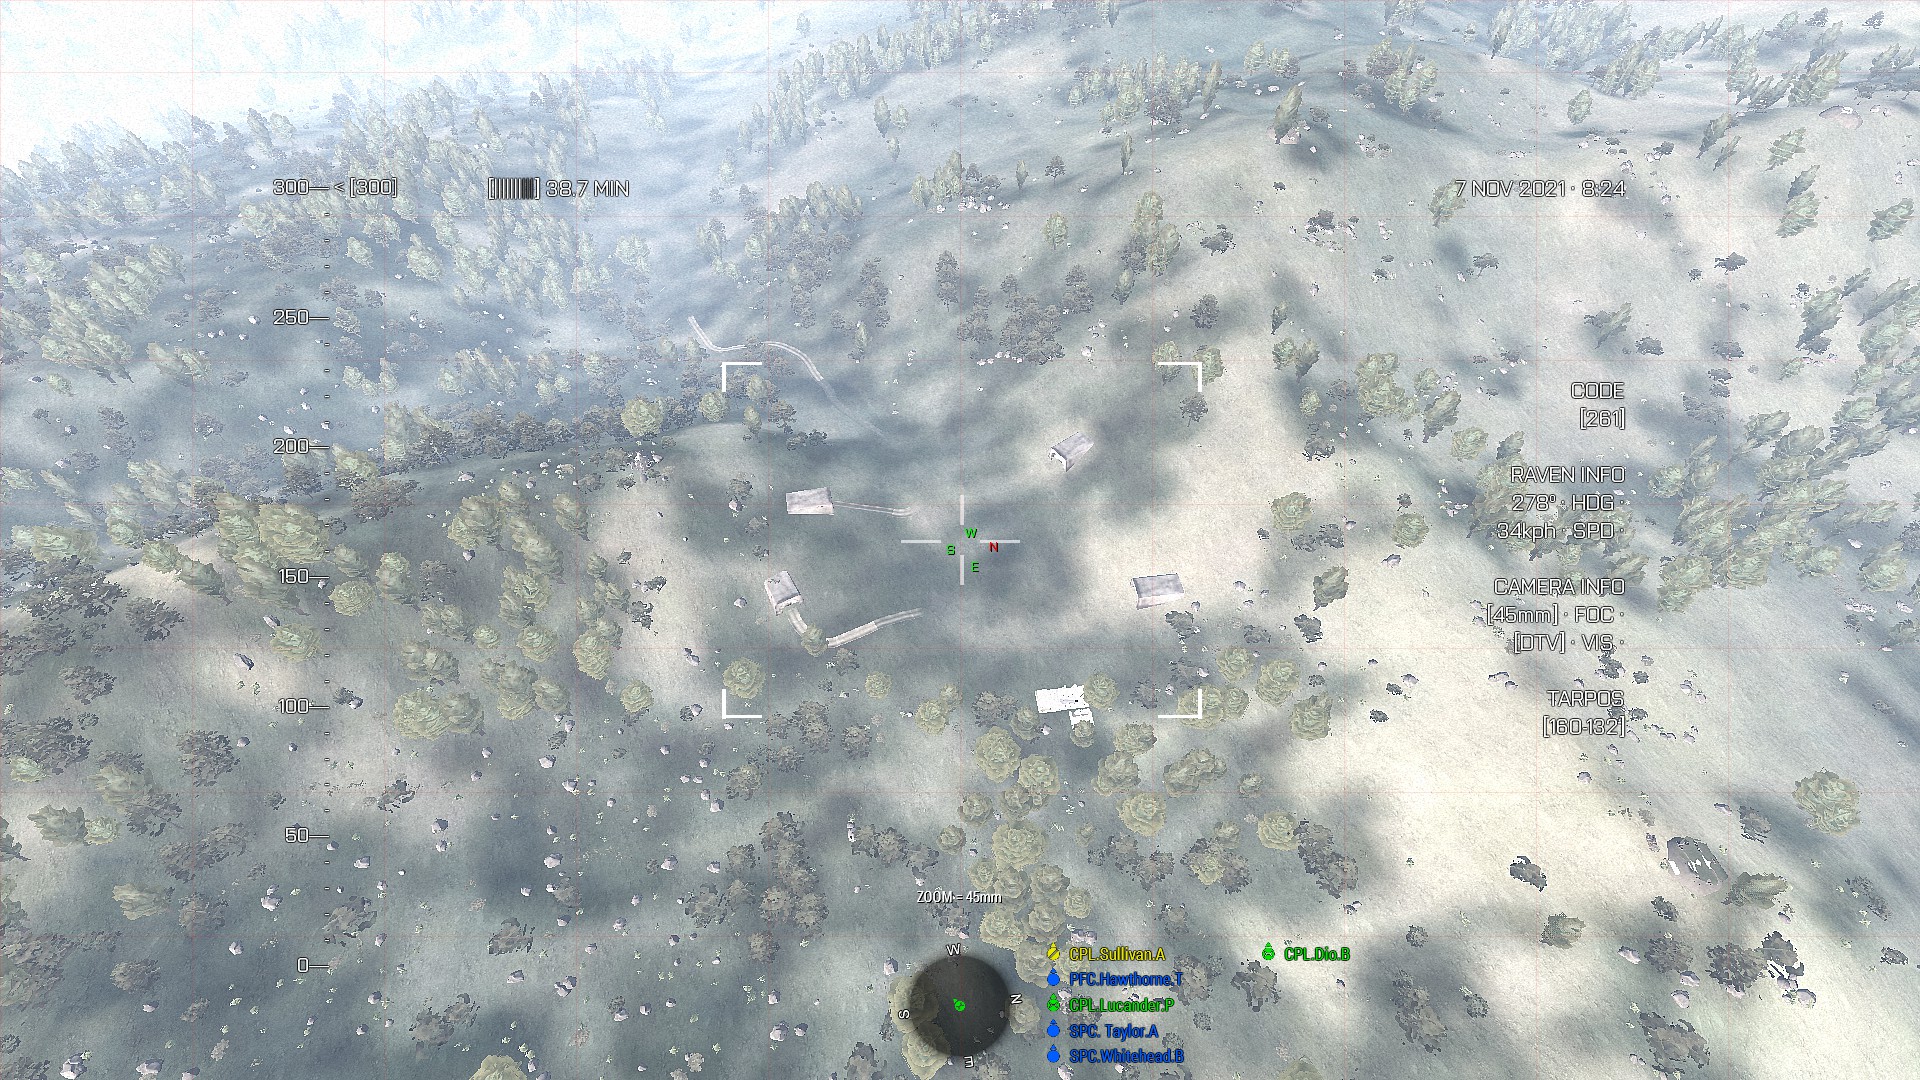 300 < [300]
[||||||||||] 38.7 MIN
7 NOV 2021 · 8:24
250
200
150
100
50
0
CODE
[261]
RAVEN INFO
278° · HDG ·
34kph · SPD ·
CAMERA INFO
[45mm] · FOC ·
[DTV] · VIS ·
TARPOS
[160-132]
W
S
N
E
ZOOM = 45mm
W
S
N
E
CPL.Sullivan.A
PFC.Hawthorne.T
CPL.Lucander.P
SPC. Taylor.A
SPC.Whitehead.B
CPL.Dio.B